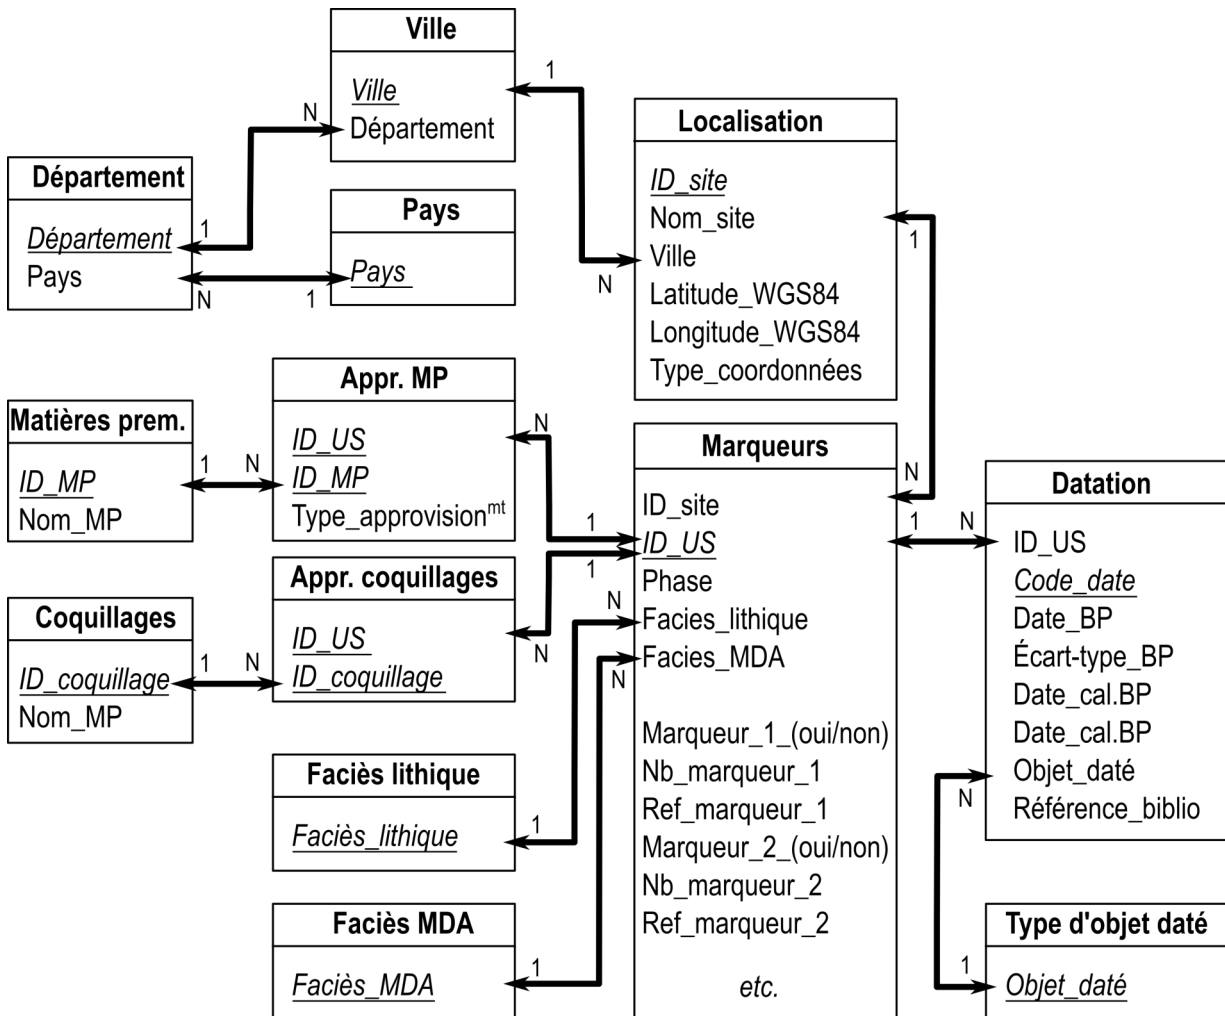 Ville
Ville
Département
1
N
Département
Département
Pays
1
N
Pays
Pays
1
Localisation
ID_site
Nom_site
Ville
Latitude_WGS84
Longitude_WGS84
Type_coordonnées
N
1
Appr. MP
ID_US
ID_MP
Type_approvision^mt
N
Matières prem.
ID_MP
Nom_MP
1
N
Appr. coquillages
ID_US
ID_coquillage
N
Coquillages
ID_coquillage
Nom_MP
1
N
Marqueurs
ID_site
ID_US
Phase
Facies_lithique
Facies_MDA
Marqueur_1_(oui/non)
Nb_marqueur_1
Ref_marqueur_1
Marqueur_2_(oui/non)
Nb_marqueur_2
Ref_marqueur_2
etc.
1
1
N
N
N
1
N
Datation
ID_US
Code_date
Date_BP
Écart-type_BP
Date_cal.BP
Date_cal.BP
Objet_daté
Référence_biblio
N
Faciès lithique
Faciès_lithique
1
Faciès MDA
Faciès_MDA
1
Type d'objet daté
Objet_daté
1